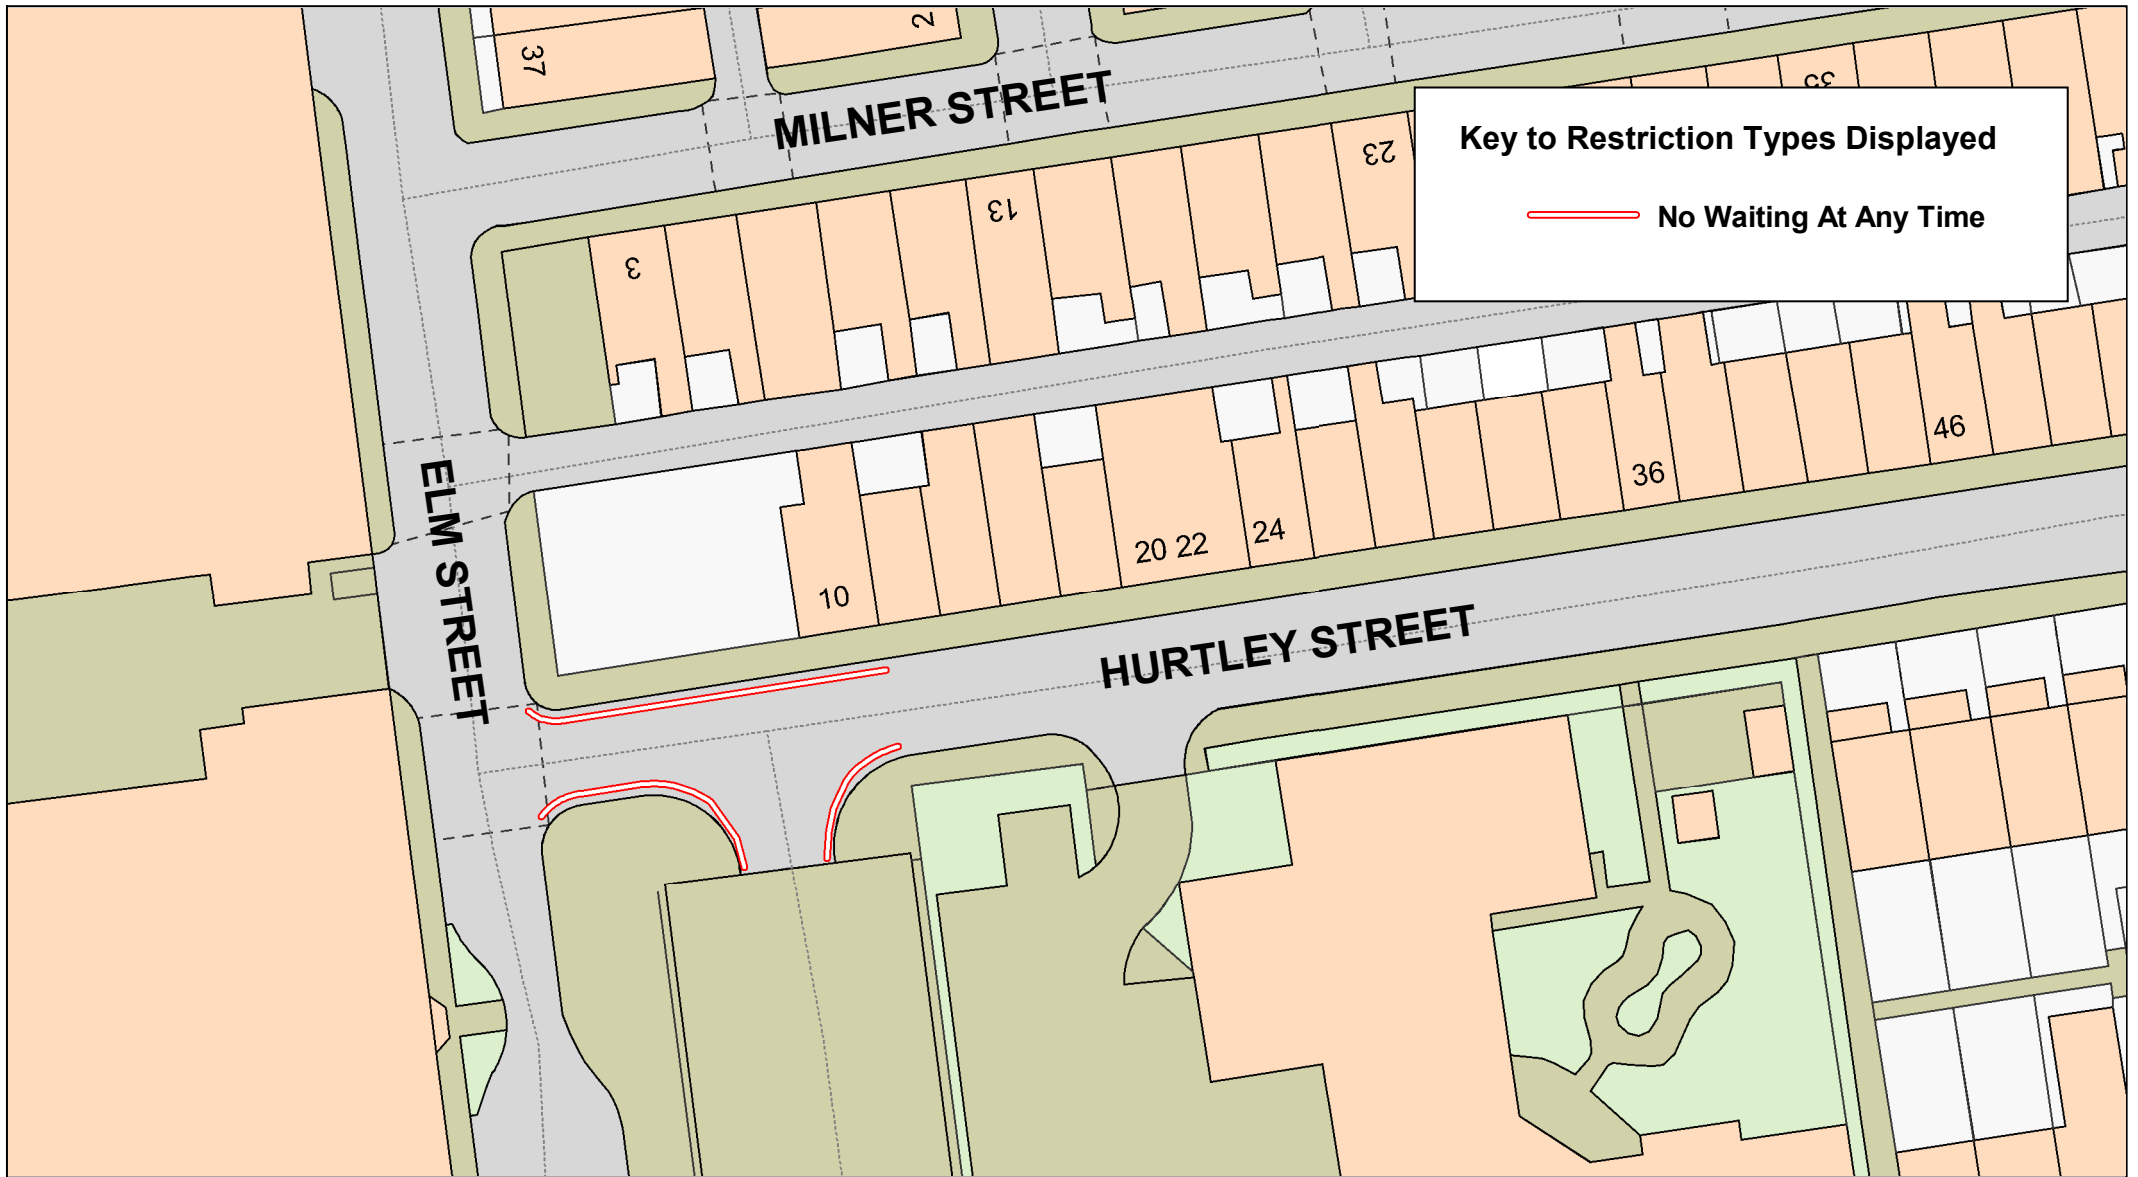 37
2
35
MILNER STREET
Key to Restriction Types Displayed
No Waiting At Any Time
23
13
3
ELM STREET
46
36
24
20 22
10
HURTLEY STREET